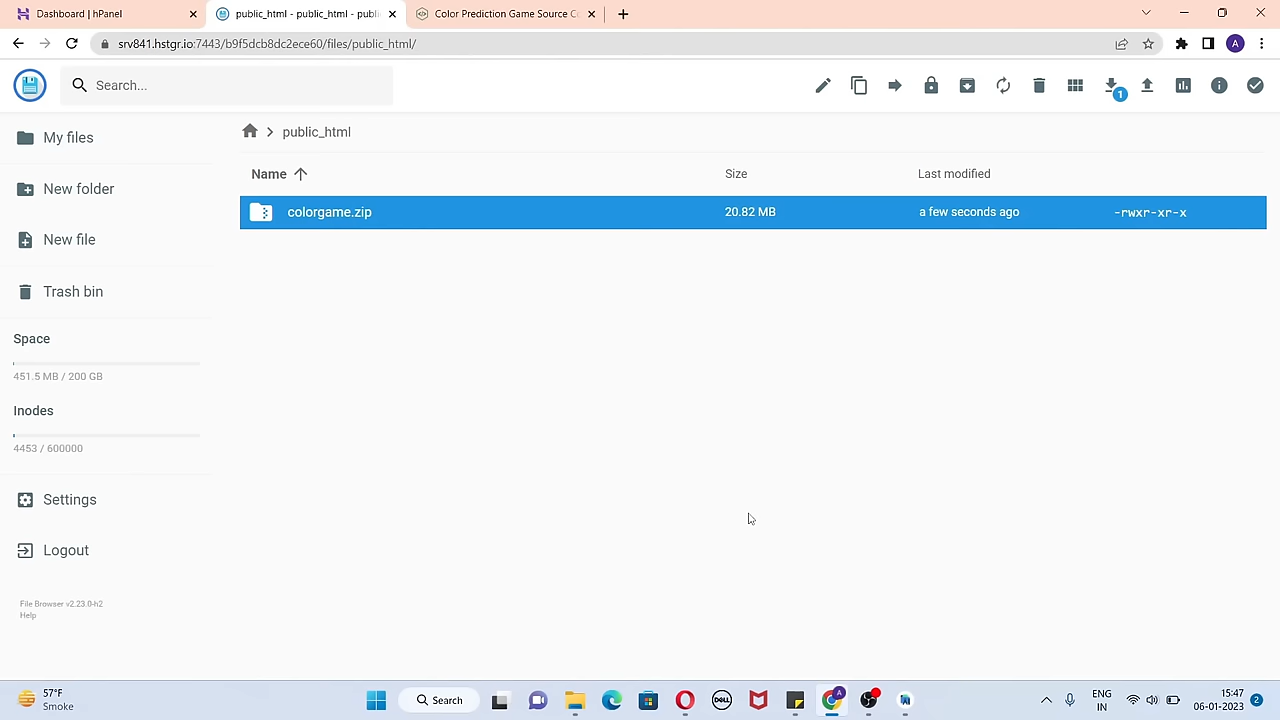 Dashboard | hPanel
public_html - public_html - publ
Color Prediction Game Source C
srv841.hstgr.io:7443/b9f5dcb8dc2ece60/files/public_html/
A
Search...
1
My files
public_html
Name
Size
Last modified
New folder
colorgame.zip
20.82 MB
a few seconds ago
-rwxr-xr-x
New file
Trash bin
Space
451.5 MB / 200 GB
Inodes
4453 / 600000
Settings
Logout
File Browser v2.23.0-h2
Help
57°F
Smoke
Search
DELL
A
ENG
IN
15:47
06-01-2023
2